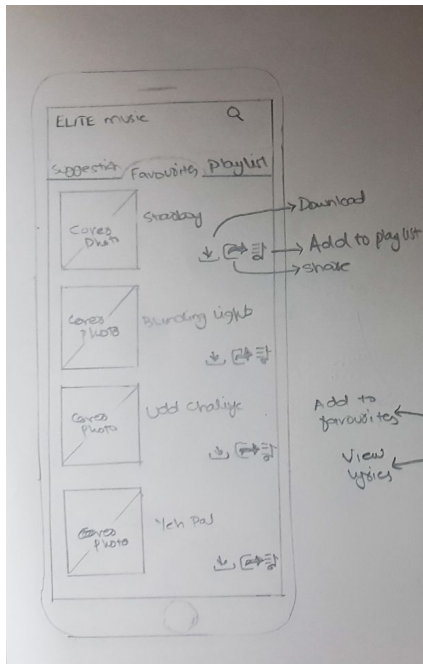 ELITE music
Suggestion Favourites Playlist
Cover
Photo
Starboy
Download
Add to playlist
Share
Cover
Photo
Blinding Lights
Cover
Photo
Udd Chaliye
Add to
favourites
View
lyrics
Cover
Photo
Yeh Pal